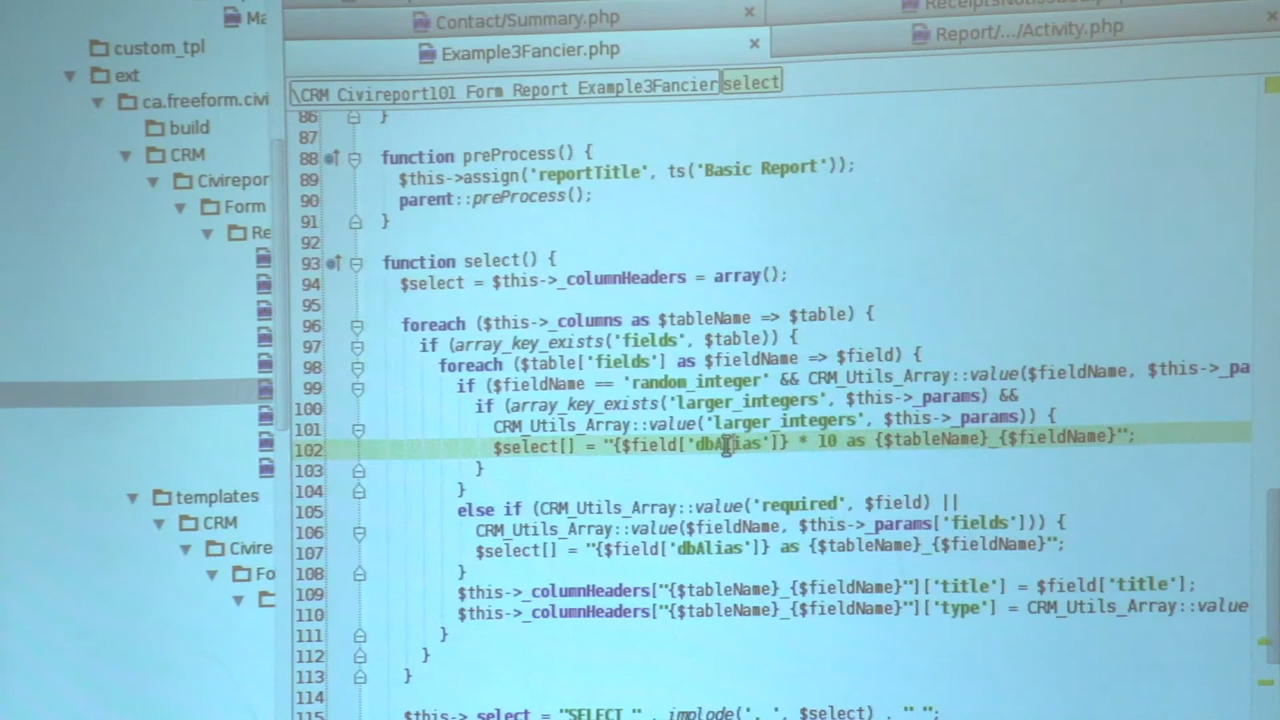 Ma
custom_tpl
ext
ca.freeform.civi
build
CRM
Civirepor
Form
Re
templates
CRM
Civire
Fo
Contact/Summary.php
Example3Fancier.php
Report/.../Activity.php
\CRM_Civireport101_Form_Report_Example3Fancier select
86 }
87
88 function preProcess() {
89 $this->assign('reportTitle', ts('Basic Report'));
90 parent::preProcess();
91 }
92
93 function select() {
94 $select = $this->_columnHeaders = array();
95
96 foreach ($this->_columns as $tableName => $table) {
97 if (array_key_exists('fields', $table)) {
98 foreach ($table['fields'] as $fieldName => $field) {
99 if ($fieldName == 'random_integer' && CRM_Utils_Array::value($fieldName, $this->_pa
100 if (array_key_exists('larger_integers', $this->_params) &&
101 CRM_Utils_Array::value('larger_integers', $this->_params)) {
102 $select[] = "{$field['dbAlias']} * 10 as {$tableName}_{$fieldName}";
103 }
104 }
105 else if (CRM_Utils_Array::value('required', $field) ||
106 CRM_Utils_Array::value($fieldName, $this->_params['fields'])) {
107 $select[] = "{$field['dbAlias']} as {$tableName}_{$fieldName}";
108 }
109 $this->_columnHeaders["{$tableName}_{$fieldName}"]['title'] = $field['title'];
110 $this->_columnHeaders["{$tableName}_{$fieldName}"]['type'] = CRM_Utils_Array::value
111 }
112 }
113 }
114
115 $this->_select = "SELECT " . implode(', ', $select) . " ";